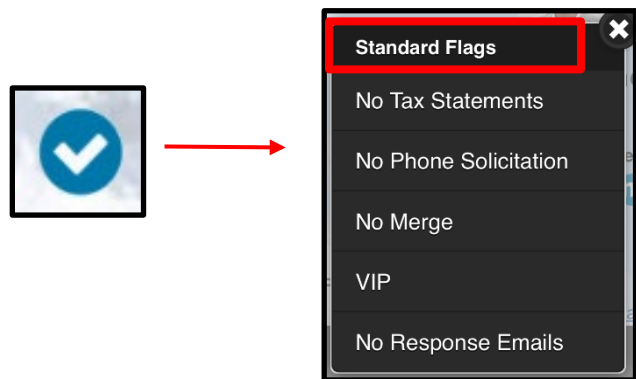 Standard Flags
No Tax Statements
No Phone Solicitation
No Merge
VIP
No Response Emails